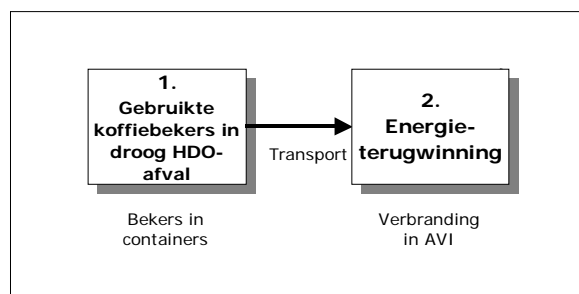 1.
Gebruikte
koffiebekers in
droog HDO-
afval
Transport
2.
Energie-
terugwinning
Bekers in
containers
Verbranding
in AVI